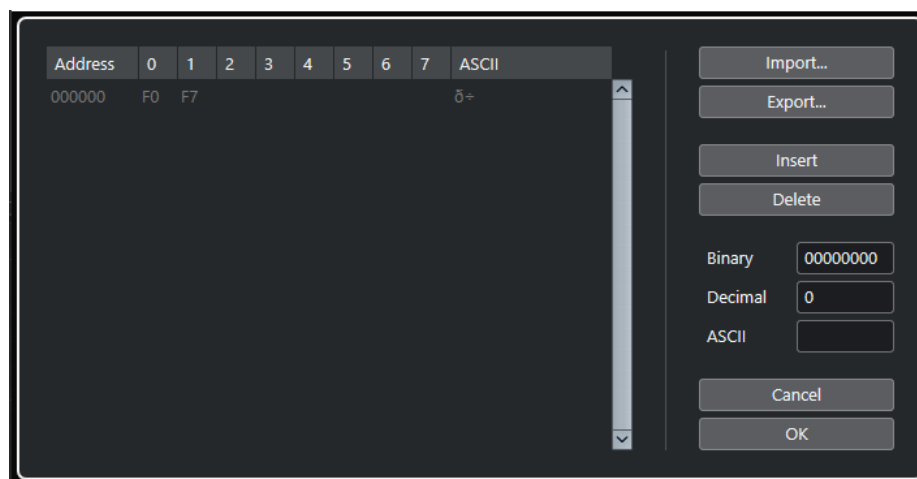 Address 0 1 2 3 4 5 6 7 ASCII
000000 F0 F7 ð÷
Import...
Export...
Insert
Delete
Binary 00000000
Decimal 0
ASCII
Cancel
OK